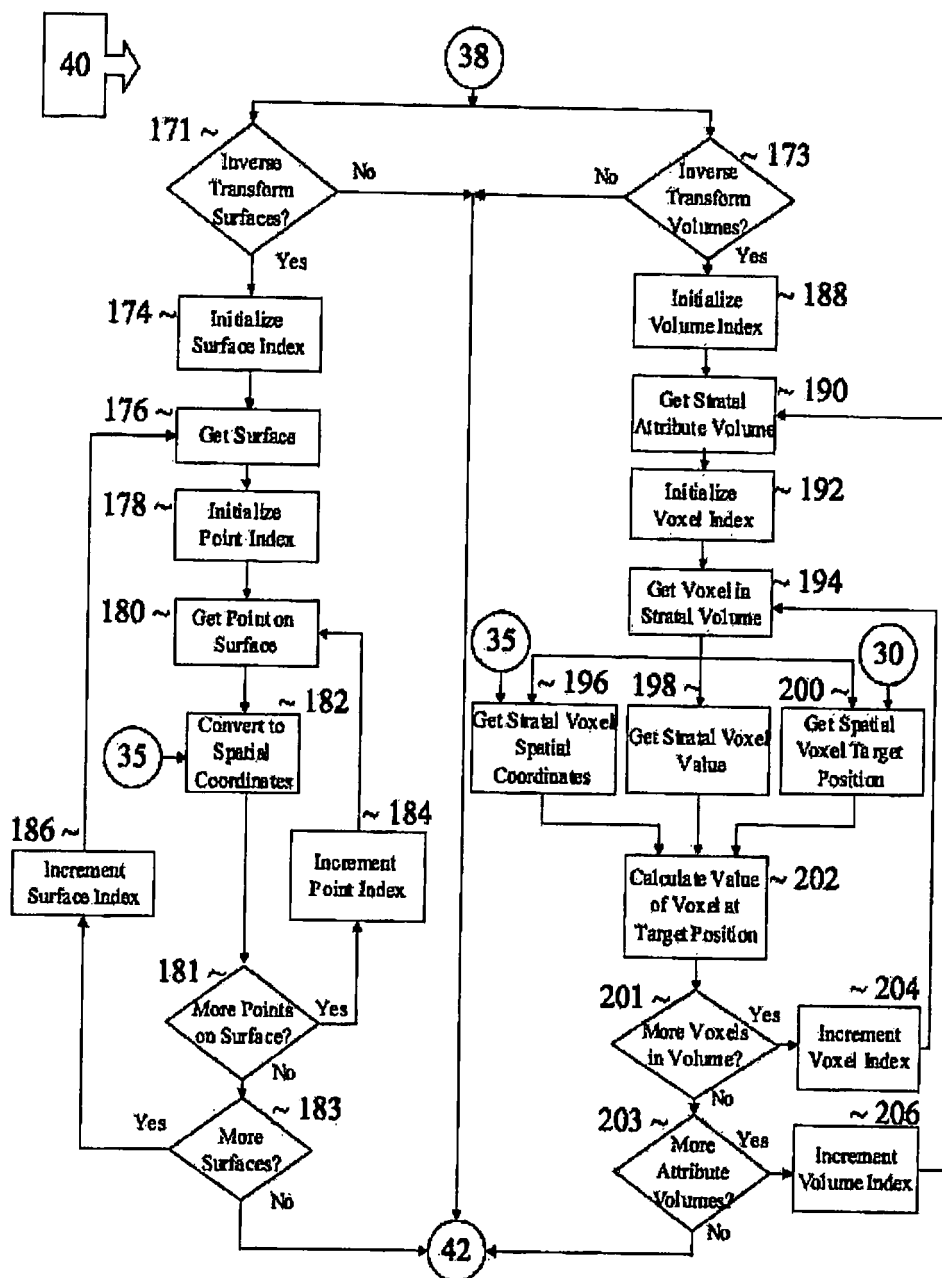 40
38
171 ~
Inverse
Transform
Surfaces?
No
Yes
~ 173
Inverse
Transform
Volumes?
No
Yes
174 ~
Initialize
Surface Index
176 ~
Get Surface
178 ~
Initialize
Point Index
180 ~
Get Point on
Surface
~ 182
Convert to
Spatial
Coordinates
35
~ 184
Increment
Point Index
186 ~
Increment
Surface Index
181 ~
More Points
on Surface?
Yes
No
~ 183
More
Surfaces?
Yes
No
~ 188
Initialize
Volume Index
~ 190
Get Stratal
Attribute Volume
~ 192
Initialize
Voxel Index
~ 194
Get Voxel in
Stratal Volume
35
~ 196
Get Stratal Voxel
Spatial
Coordinates
198 ~
Get Stratal Voxel
Value
200 ~
30
Get Spatial
Voxel Target
Position
~ 202
Calculate Value
of Voxel at
Target Position
201 ~
More Voxels
in Volume?
Yes
No
~ 204
Increment
Voxel Index
203 ~
More
Attribute
Volumes?
Yes
No
~ 206
Increment
Volume Index
42